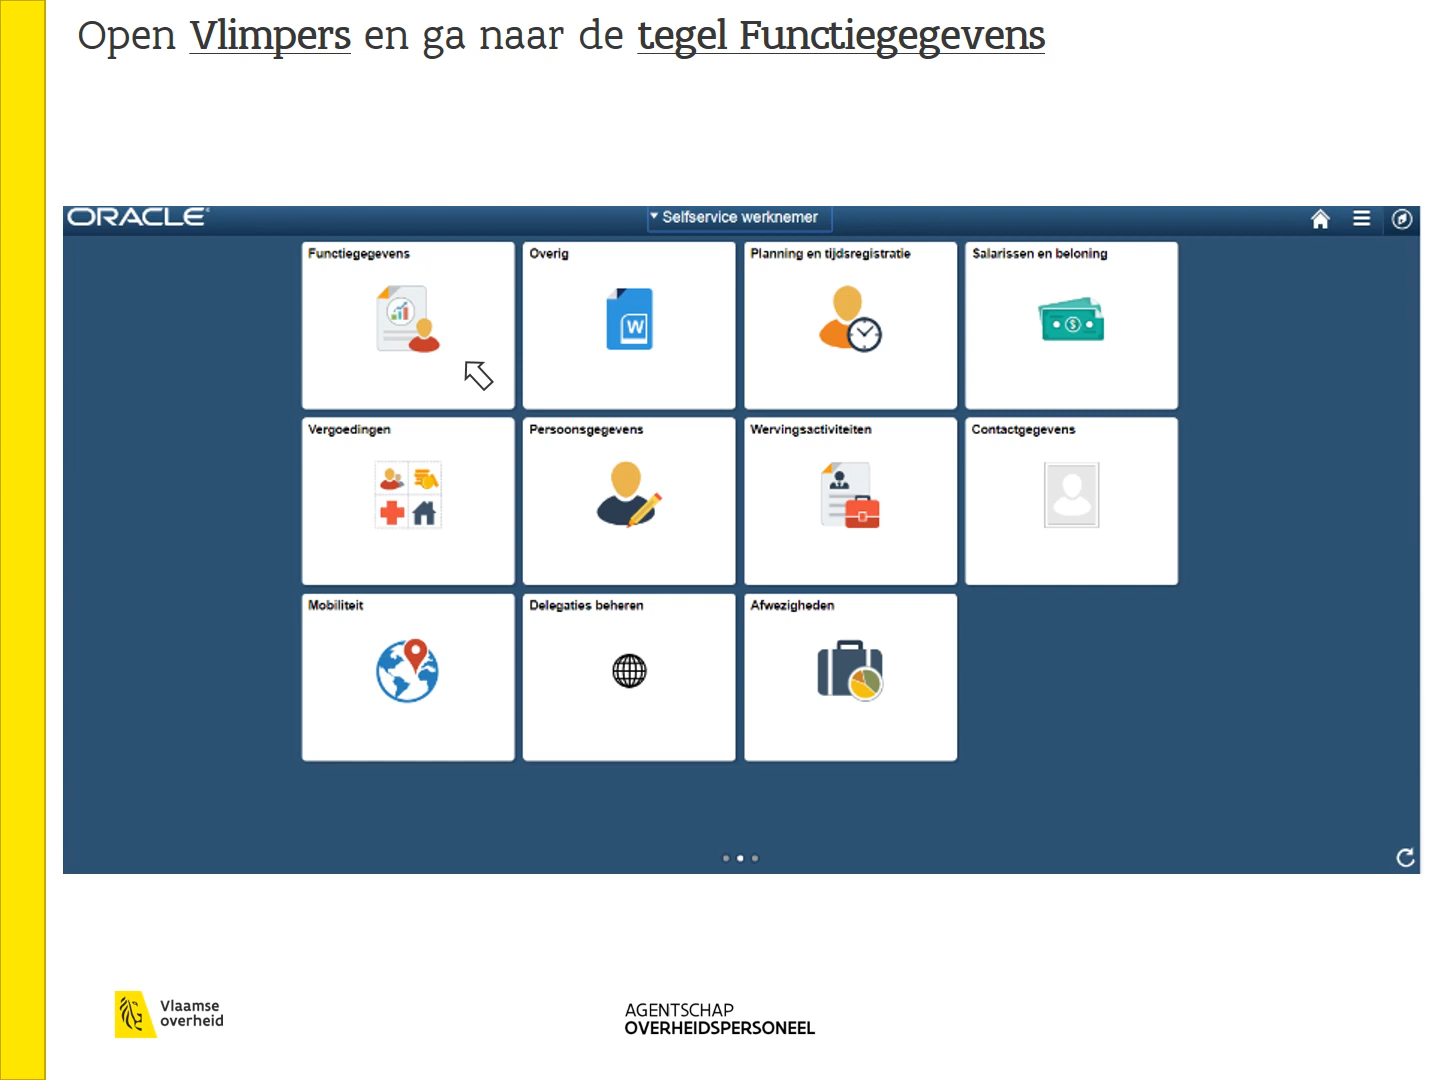 Open Vlimpers en ga naar de tegel Functiegegevens
ORACLE
Selfservice werknemer
Functiegegevens
Overig
Planning en tijdsregistratie
Salarissen en beloning
W
$
Vergoedingen
Persoonsgegevens
Wervingsactiviteiten
Contactgegevens
Mobiliteit
Delegaties beheren
Afwezigheden
Vlaamse
overheid
AGENTSCHAP
OVERHEIDSPERSONEEL